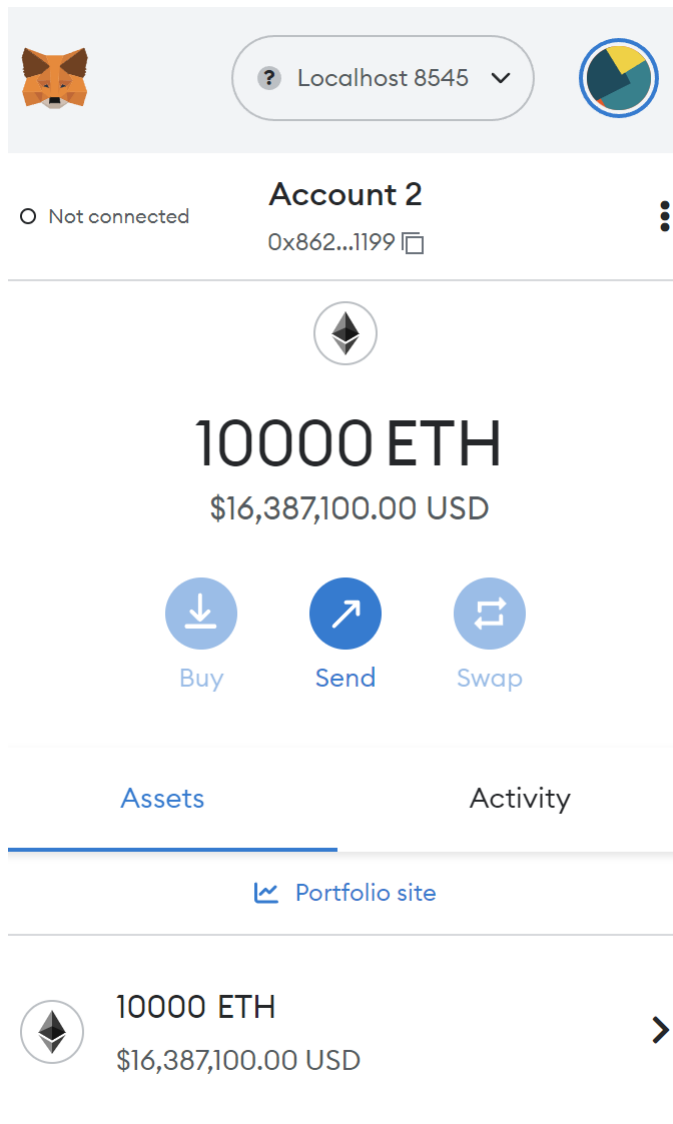 ? Localhost 8545
Account 2
Not connected
0x862...1199
10000 ETH
$16,387,100.00 USD
Buy Send Swap
Assets Activity
Portfolio site
10000 ETH
$16,387,100.00 USD